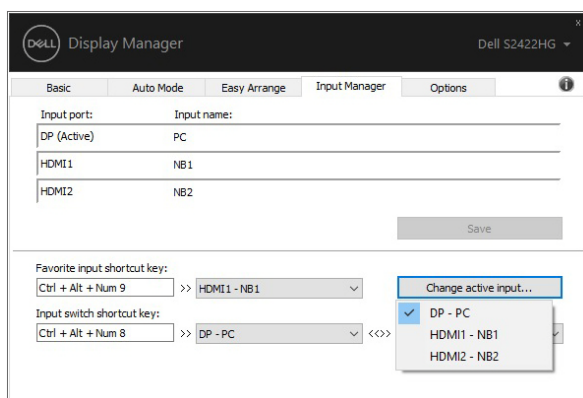 DELL Display Manager Dell S2422HG
Basic Auto Mode Easy Arrange Input Manager Options
Input port: Input name:
DP (Active) PC
HDMI1 NB1
HDMI2 NB2
Save
Favorite input shortcut key:
Ctrl + Alt + Num 9 >> HDMI1 - NB1 Change active input...
Input switch shortcut key:
Ctrl + Alt + Num 8 >> DP - PC <<>>
DP - PC
HDMI1 - NB1
HDMI2 - NB2